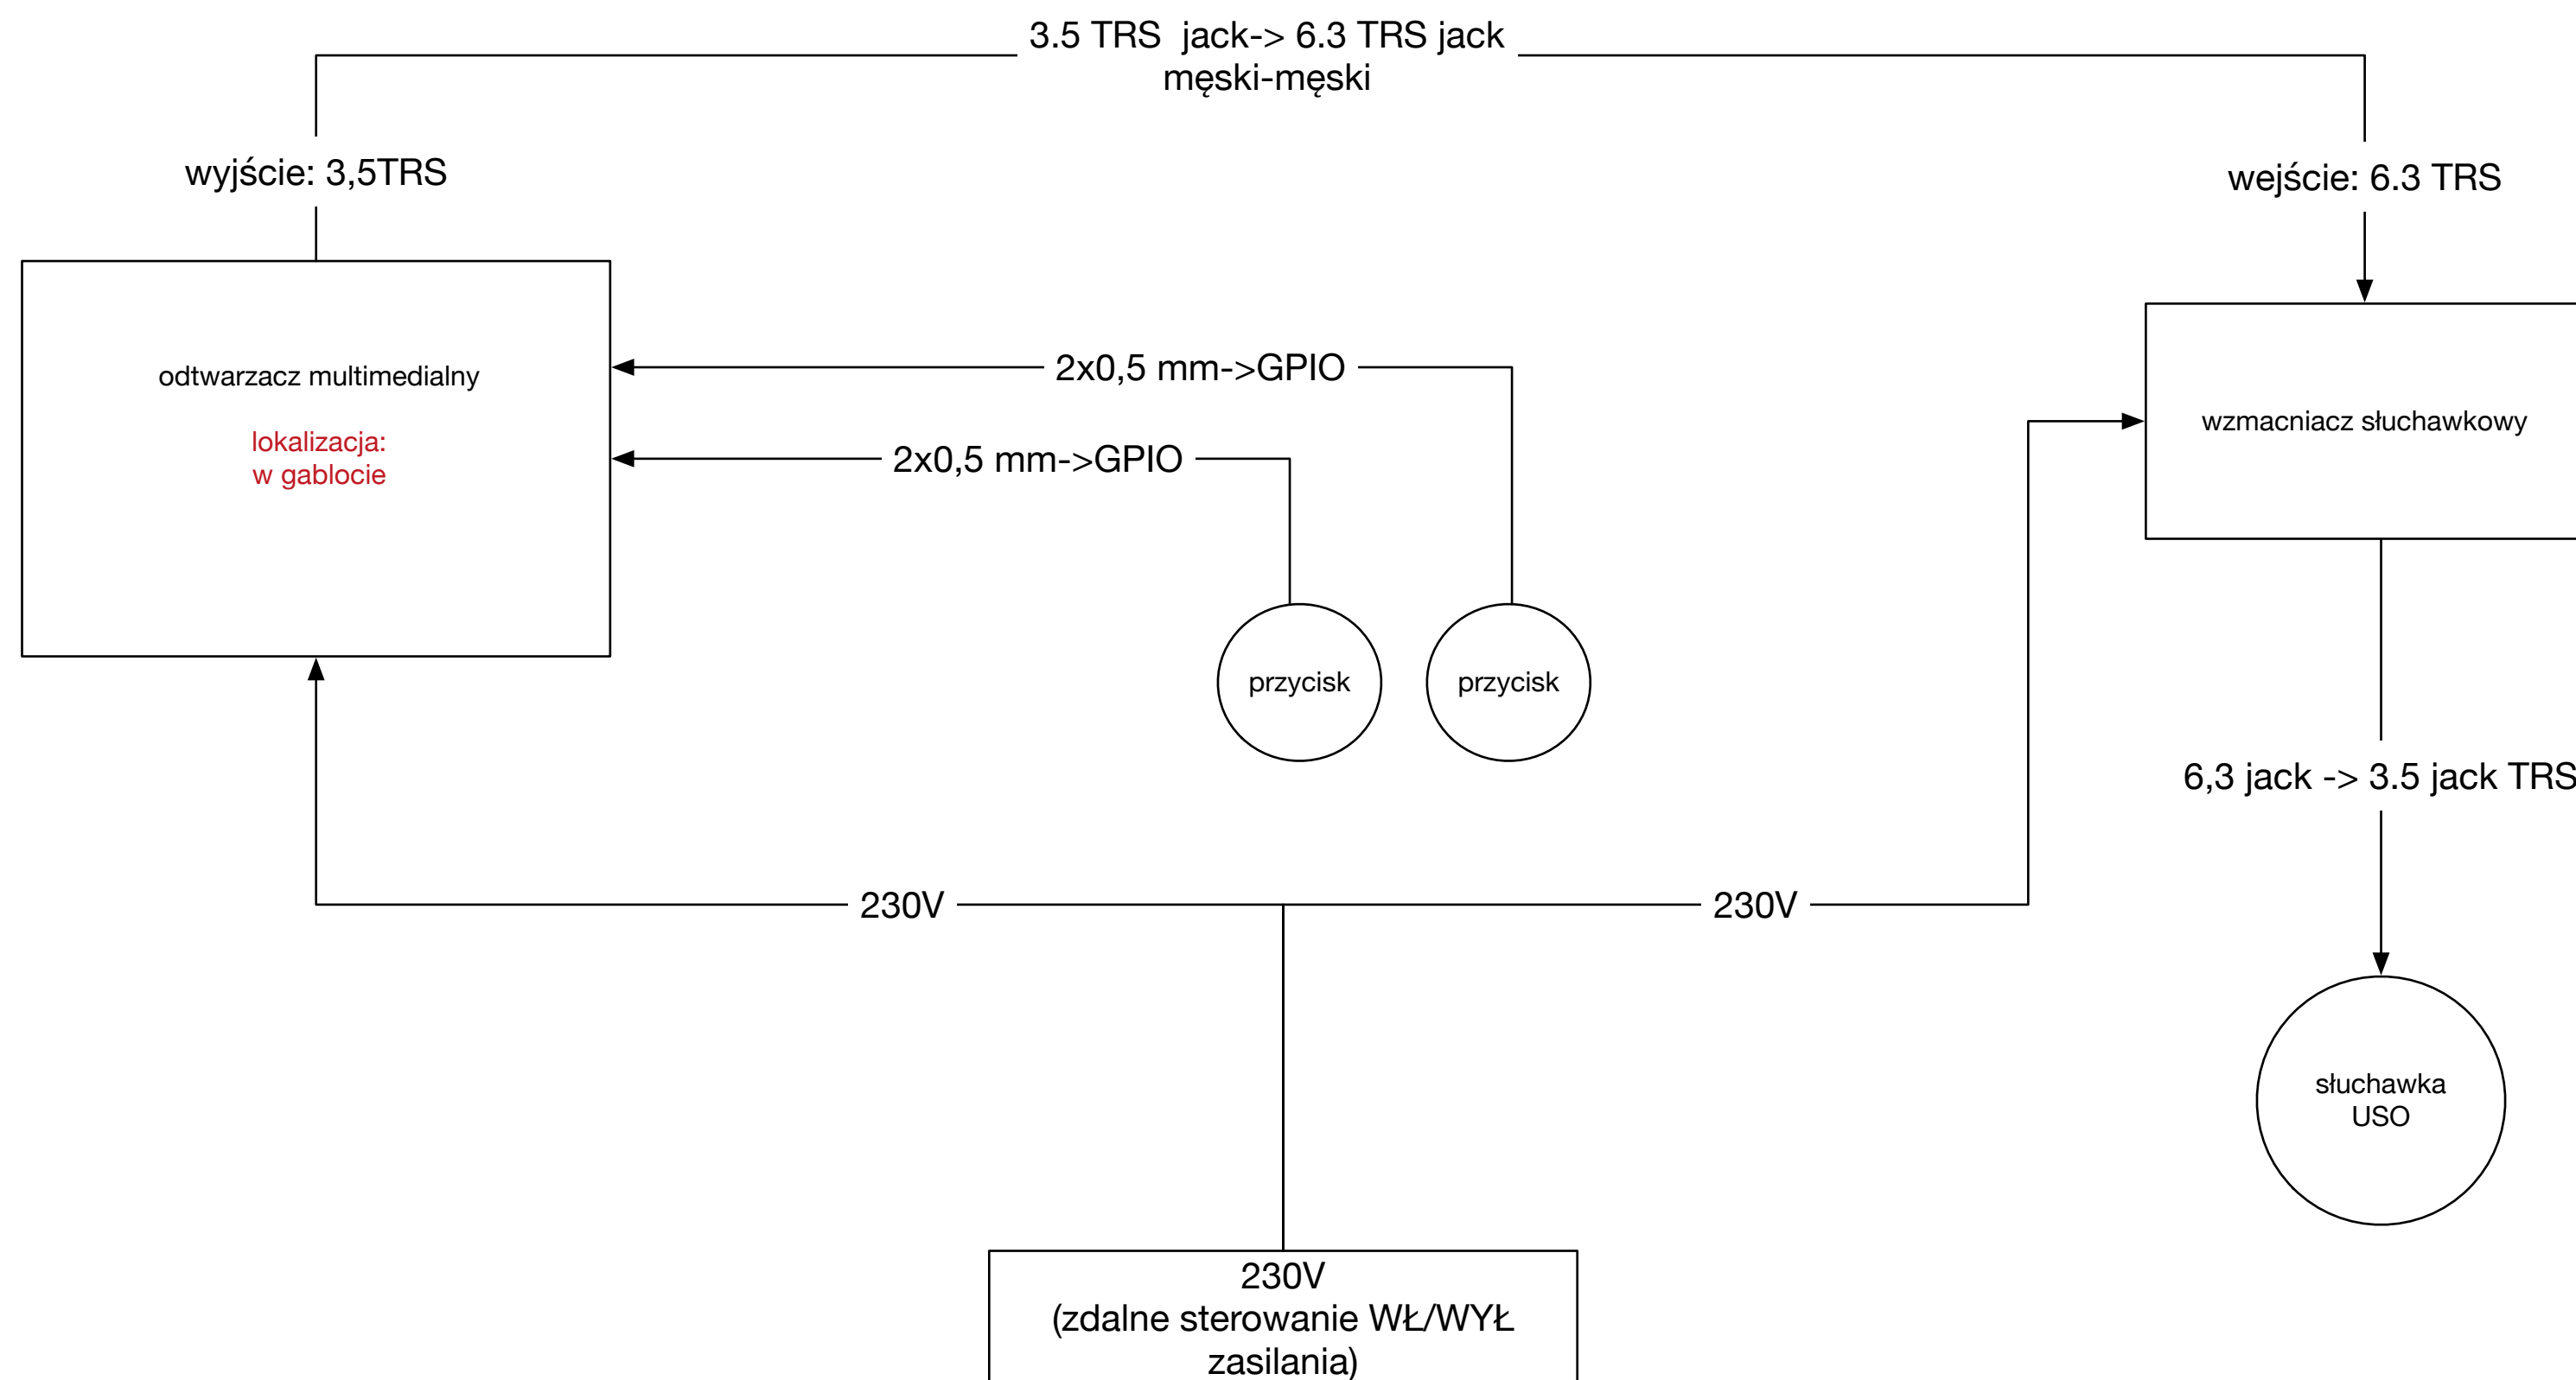 3.5 TRS  jack-> 6.3 TRS jack
męski-męski
wyjście: 3,5TRS
wejście: 6.3 TRS
odtwarzacz multimedialny
lokalizacja:
w gablocie
2x0,5 mm->GPIO
2x0,5 mm->GPIO
wzmacniacz słuchawkowy
przycisk
przycisk
6,3 jack -> 3.5 jack TRS
230V
230V
słuchawka
USO
230V
(zdalne sterowanie WŁ/WYŁ
zasilania)